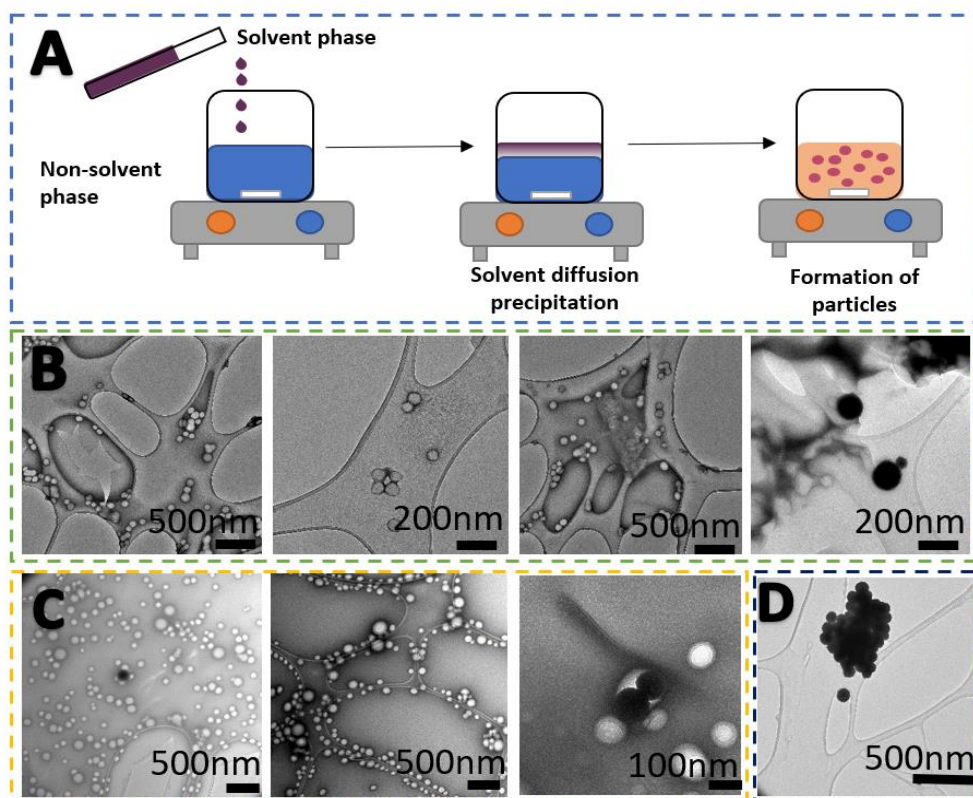 A
Solvent phase
Non-solvent
phase
Solvent diffusion
precipitation
Formation of
particles
B
500nm
200nm
500nm
200nm
C
500nm
500nm
100nm
D
500nm